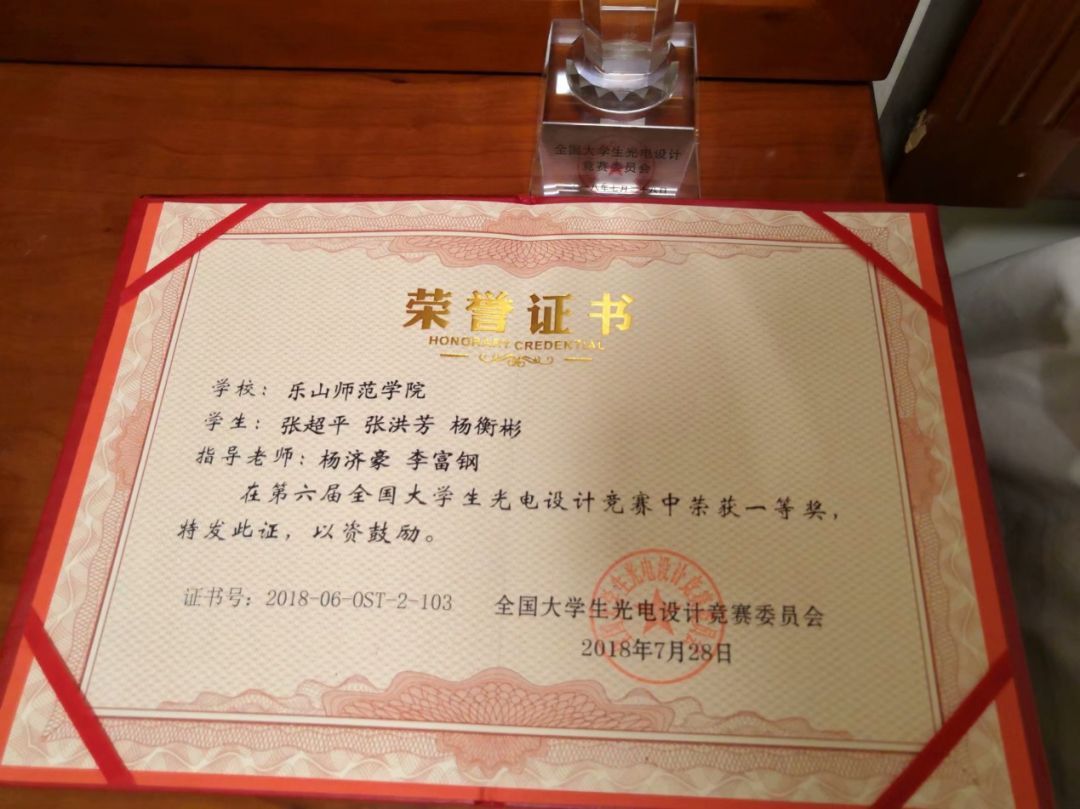 全国大学生光电设计
竞赛委员会
荣誉证书
HONORARY CREDENTIAL
学校：乐山师范学院
学生：张超平 张洪芳 杨衡彬
指导老师：杨济豪 李富钢
在第六届全国大学生光电设计竞赛中荣获一等奖，
特发此证，以资鼓励。
证书号：2018-06-OST-2-103
全国大学生光电设计竞赛委员会
2018年7月28日